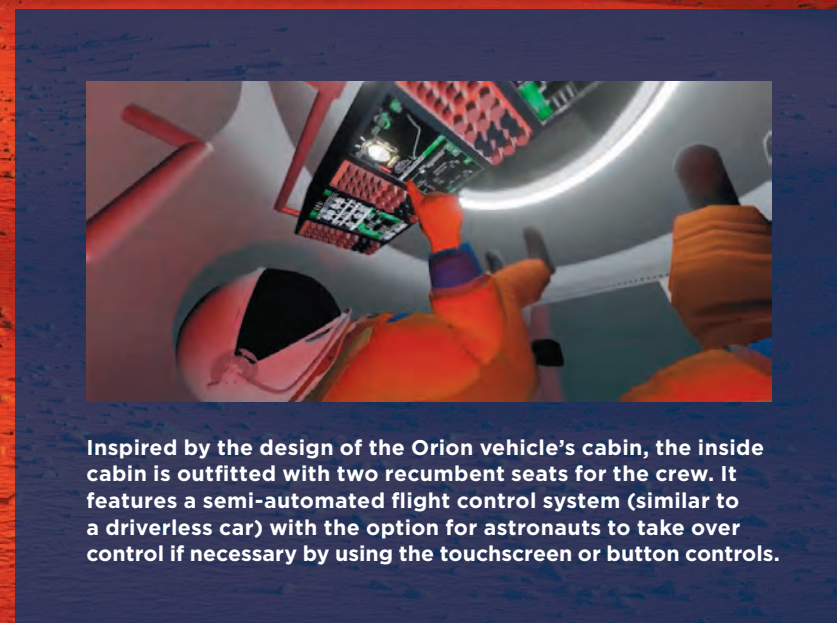 Inspired by the design of the Orion vehicle's cabin, the inside
cabin is outfitted with two recumbent seats for the crew. It
features a semi-automated flight control system (similar to
a driverless car) with the option for astronauts to take over
control if necessary by using the touchscreen or button controls.